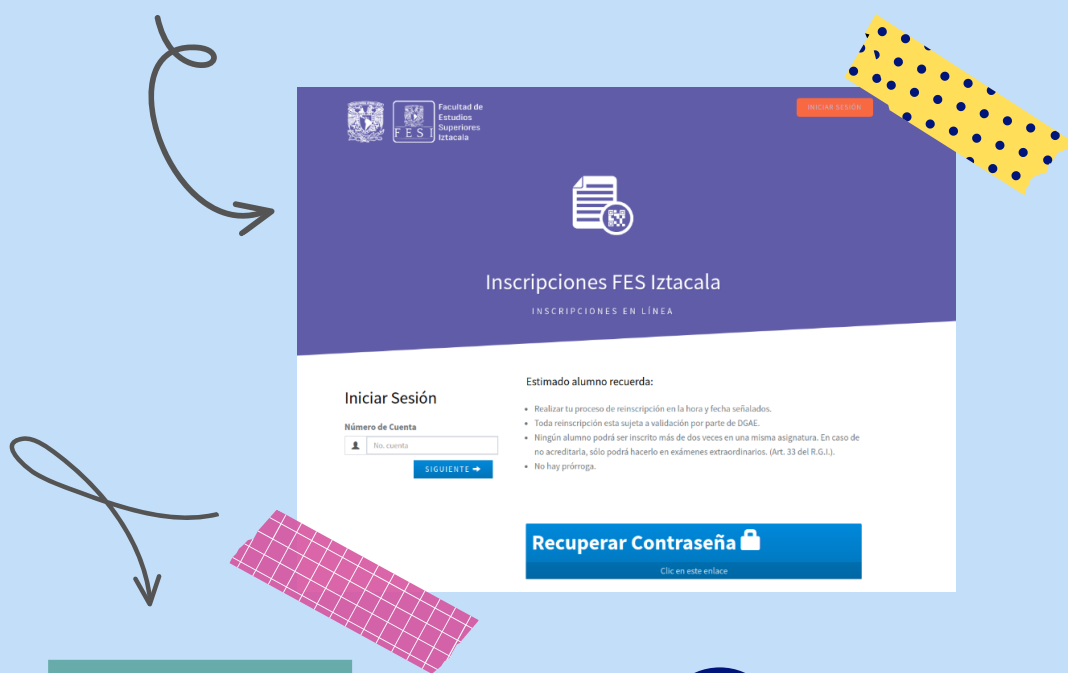 Facultad de
Estudios
Superiores
Iztacala
FESI
INICIAR SESIÓN
Inscripciones FES Iztacala
INSCRIPCIONES EN LÍNEA
Iniciar Sesión
Número de Cuenta
No. cuenta
SIGUIENTE
Estimado alumno recuerda:
Realizar tu proceso de reinscripción en la hora y fecha señalados.
Toda reinscripción esta sujeta a validación por parte de DGAE.
Ningún alumno podrá ser inscrito más de dos veces en una misma asignatura. En caso de
no acreditarla, sólo podrá hacerlo en exámenes extraordinarios. (Art. 33 del R.G.I.).
No hay prórroga.
Recuperar Contraseña
Clic en este enlace